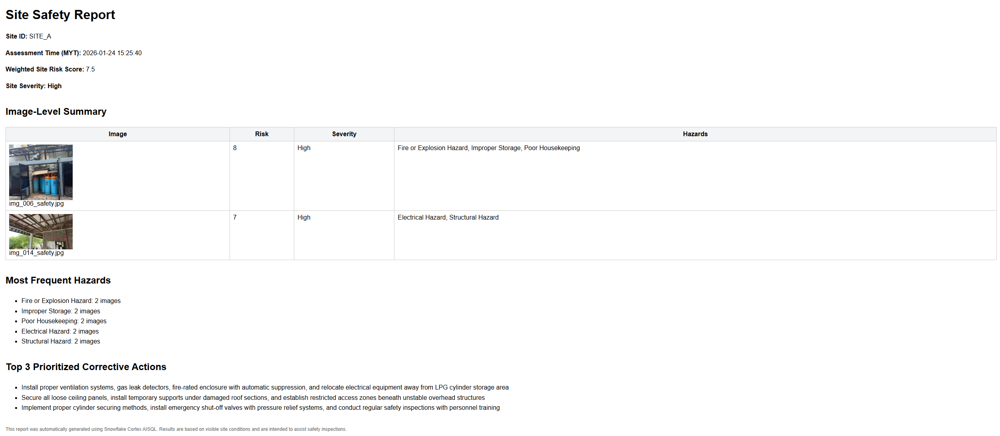 Site Safety Report
Site ID: SITE_A
Assessment Time (MYT): 2026-01-24 15:25:40
Weighted Site Risk Score: 7.5
Site Severity: High
Image-Level Summary
Image Risk Severity Hazards
8 High Fire or Explosion Hazard, Improper Storage, Poor Housekeeping
img_006_safety.jpg
7 High Electrical Hazard, Structural Hazard
img_014_safety.jpg
Most Frequent Hazards
• Fire or Explosion Hazard: 2 images
• Improper Storage: 2 images
• Poor Housekeeping: 2 images
• Electrical Hazard: 2 images
• Structural Hazard: 2 images
Top 3 Prioritized Corrective Actions
• Install proper ventilation systems, gas leak detectors, fire-rated enclosure with automatic suppression, and relocate electrical equipment away from LPG cylinder storage area
• Secure all loose ceiling panels, install temporary supports under damaged roof sections, and establish restricted access zones beneath unstable overhead structures
• Implement proper cylinder securing methods, install emergency shut-off valves with pressure relief systems, and conduct regular safety inspections with personnel training
This report was automatically generated using Snowflake Cortex AISQL. Results are based on visible site conditions and are intended to assist safety inspections.